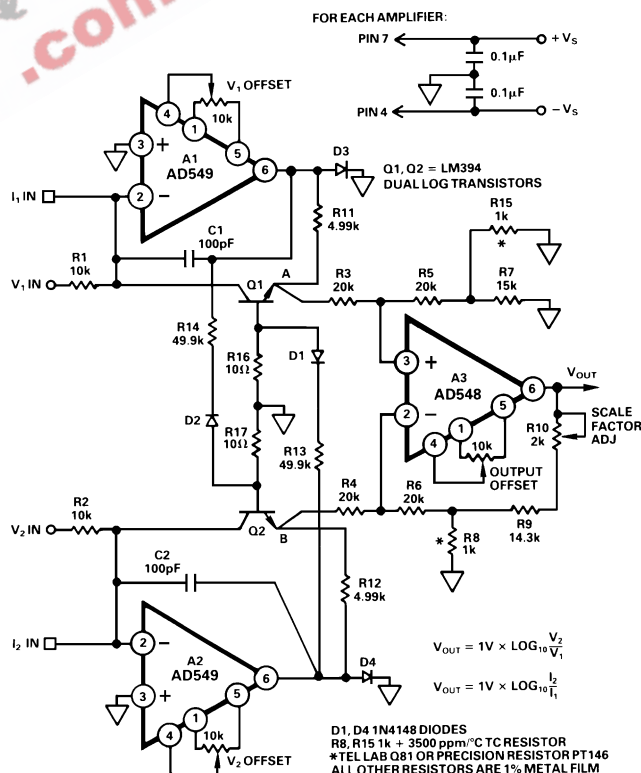 .com
FOR EACH AMPLIFIER:
PIN 7
+VS
0.1µF
0.1µF
PIN 4
–VS
V1 OFFSET
10k
4
1
5
3
+
A1
AD549
6
2
–
D3
Q1, Q2 = LM394
DUAL LOG TRANSISTORS
I1 IN
R11
4.99k
C1
100pF
R15
1k
*
R1
10k
V1 IN
Q1
A
R3
20k
R5
20k
R7
15k
R14
49.9k
R16
10Ω
D1
3
+
A3
AD548
6
VOUT
2
–
5
1
4
10k
OUTPUT
OFFSET
R10
2k
SCALE
FACTOR
ADJ
D2
R17
10Ω
R13
49.9k
R4
20k
R6
20k
R2
10k
V2 IN
Q2
B
R9
14.3k
*
R8
1k
C2
100pF
R12
4.99k
I2 IN
2
–
A2
AD549
6
D4
3
+
5
1
4
10k
V2 OFFSET
VOUT = 1V × LOG10 V2/V1
VOUT = 1V × LOG10 I2/I1
D1, D4 1N4148 DIODES
R8, R15 1k + 3500 ppm/°C TC RESISTOR
*TEL LAB Q81 OR PRECISION RESISTOR PT146
ALL OTHER RESISTORS ARE 1% METAL FILM